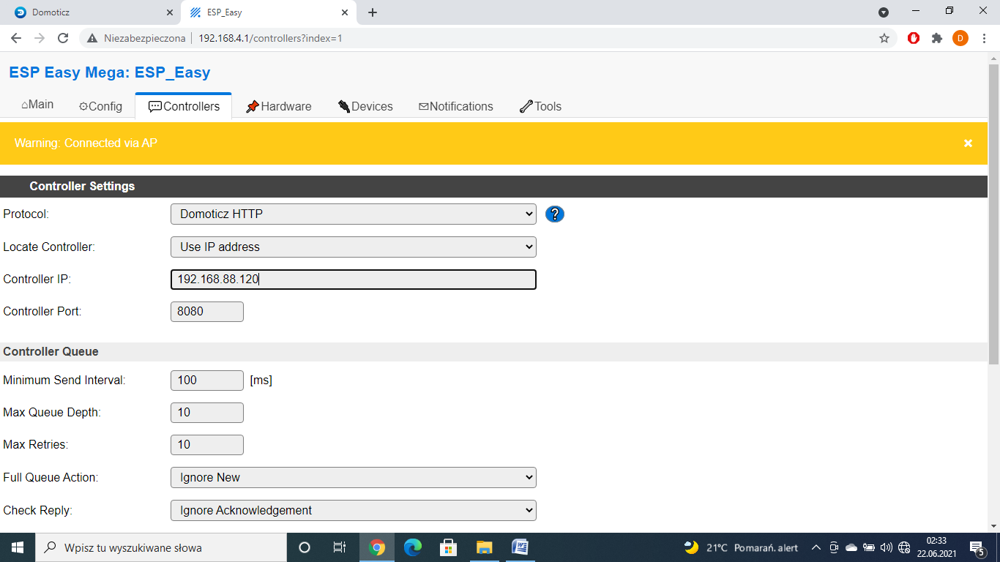 Domoticz
ESP_Easy
Niezabezpieczona
192.168.4.1/controllers?index=1
D
ESP Easy Mega: ESP_Easy
Main
Config
Controllers
Hardware
Devices
Notifications
Tools
Warning: Connected via AP
Controller Settings
Protocol: Domoticz HTTP ?
Locate Controller: Use IP address
Controller IP: 192.168.88.120
Controller Port: 8080
Controller Queue
Minimum Send Interval: 100 [ms]
Max Queue Depth: 10
Max Retries: 10
Full Queue Action: Ignore New
Check Reply: Ignore Acknowledgement
Wpisz tu wyszukiwane słowa
21°C Pomarań. alert
02:33
22.06.2021
5